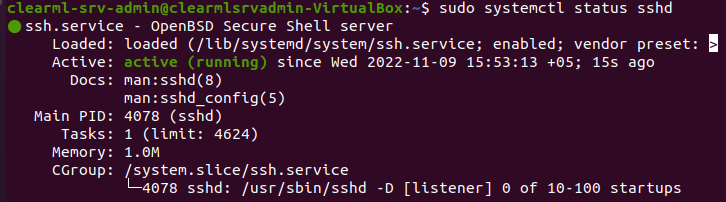 clearml-srv-admin@clearmlsrvadmin-VirtualBox:~$ sudo systemctl status sshd
● ssh.service - OpenBSD Secure Shell server
Loaded: loaded (/lib/systemd/system/ssh.service; enabled; vendor preset: >
Active: active (running) since Wed 2022-11-09 15:53:13 +05; 15s ago
Docs: man:sshd(8)
man:sshd_config(5)
Main PID: 4078 (sshd)
Tasks: 1 (limit: 4624)
Memory: 1.0M
CGroup: /system.slice/ssh.service
└─4078 sshd: /usr/sbin/sshd -D [listener] 0 of 10-100 startups